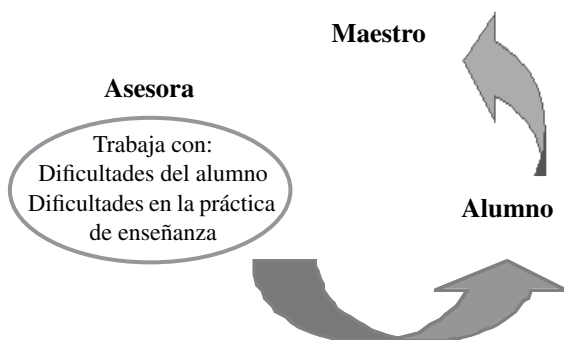 Maestro
Asesora
Trabaja con:
Dificultades del alumno
Dificultades en la práctica
de enseñanza
Alumno